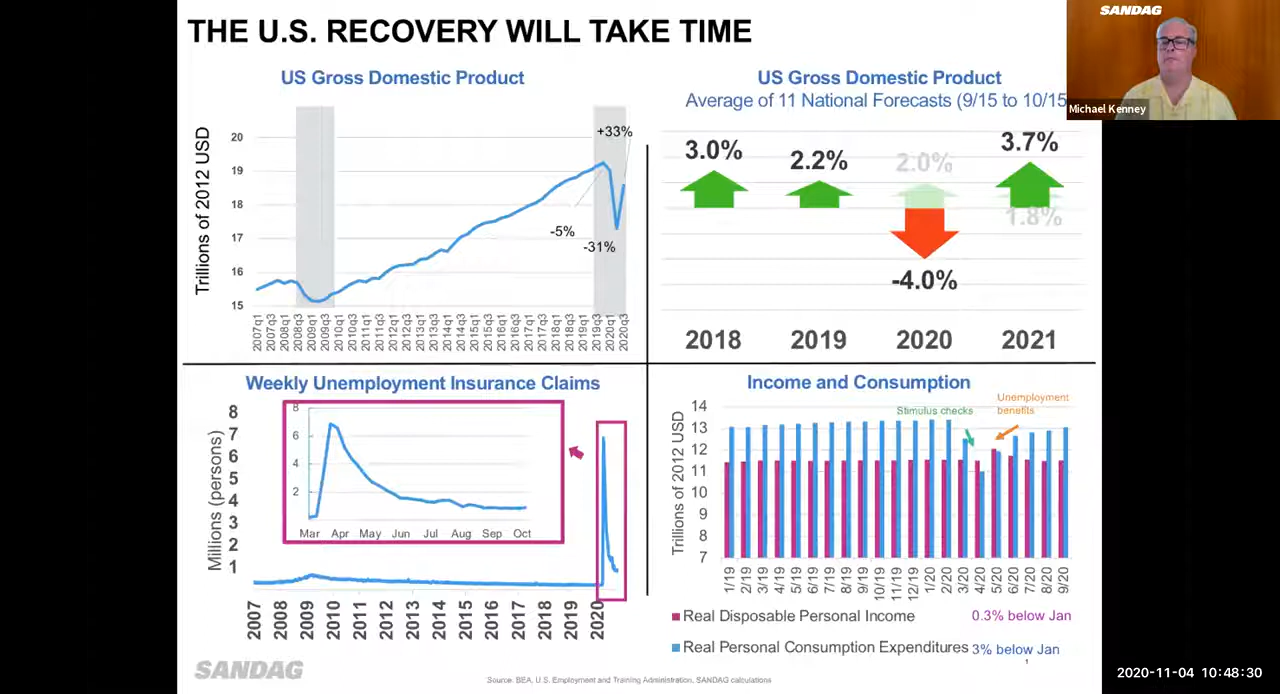 THE U.S. RECOVERY WILL TAKE TIME
SANDAG
Michael Kenney
US Gross Domestic Product
Trillions of 2012 USD
20
19
18
17
16
15
+33%
-5%
-31%
2007q1
2007q3
2008q1
2008q3
2009q1
2009q3
2010q1
2010q3
2011q1
2011q3
2012q1
2012q3
2013q1
2013q3
2014q1
2014q3
2015q1
2015q3
2016q1
2016q3
2017q1
2017q3
2018q1
2018q3
2019q1
2019q3
2020q1
2020q3
US Gross Domestic Product
Average of 11 National Forecasts (9/15 to 10/15
3.0%
2.2%
2.0%
3.7%
1.8%
-4.0%
2018
2019
2020
2021
Weekly Unemployment Insurance Claims
Millions (persons)
8
7
6
5
4
3
2
1
8
6
4
2
Mar
Apr
May
Jun
Jul
Aug
Sep
Oct
2007
2008
2009
2010
2011
2012
2013
2014
2015
2016
2017
2018
2019
2020
Income and Consumption
Trillions of 2012 USD
14
13
12
11
10
9
8
7
Stimulus checks
Unemployment
benefits
1/19
2/19
3/19
4/19
5/19
6/19
7/19
8/19
9/19
10/19
11/19
12/19
1/20
2/20
3/20
4/20
5/20
6/20
7/20
8/20
9/20
Real Disposable Personal Income
0.3% below Jan
Real Personal Consumption Expenditures
3% below Jan
1
SANDAG
Source: BEA, U.S. Employment and Training Administration, SANDAG calculations
2020-11-04 10:48:30